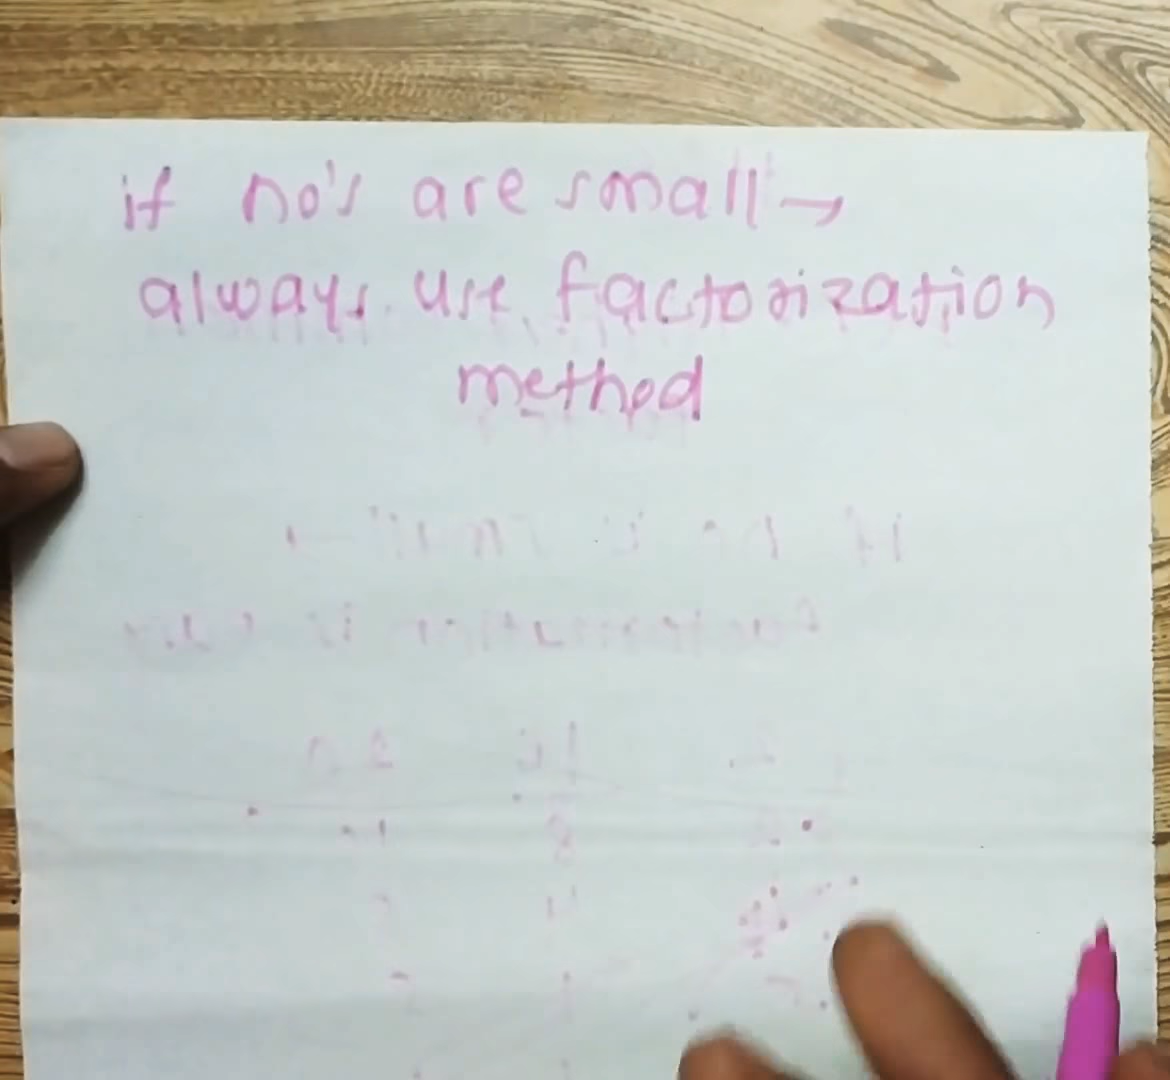 if no's are small →
always use factorization
method